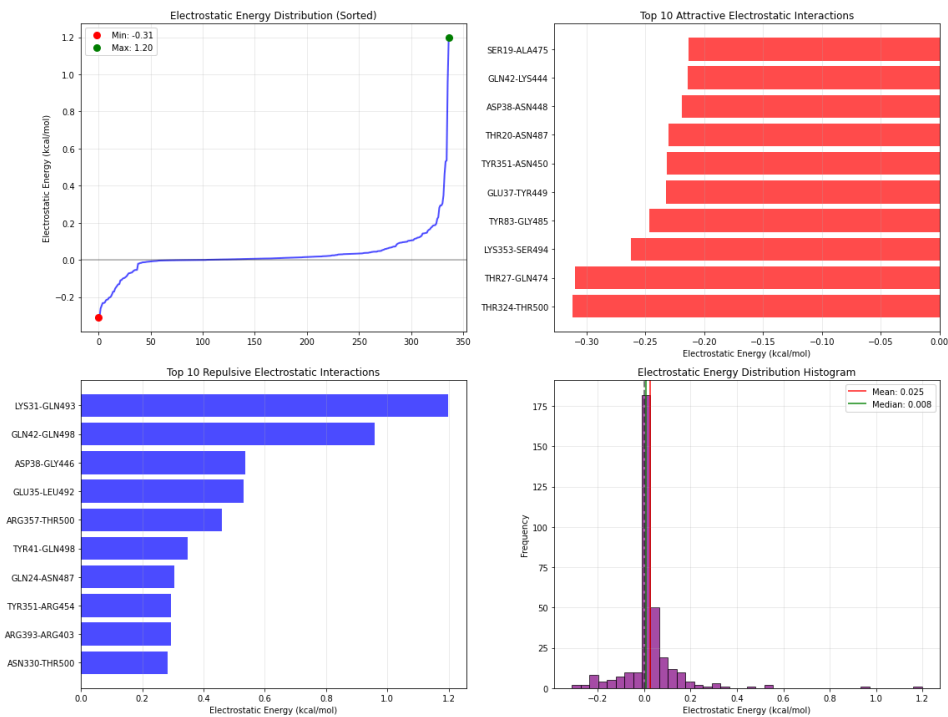 Electrostatic Energy Distribution (Sorted)
Min: -0.31
Max: 1.20
1.2
1.0
0.8
0.6
0.4
0.2
0.0
−0.2
Electrostatic Energy (kcal/mol)
0
50
100
150
200
250
300
350
Top 10 Attractive Electrostatic Interactions
SER19-ALA475
GLN42-LYS444
ASP38-ASN448
THR20-ASN487
TYR351-ASN450
GLU37-TYR449
TYR83-GLY485
LYS353-SER494
THR27-GLN474
THR324-THR500
−0.30
−0.25
−0.20
−0.15
−0.10
−0.05
0.00
Electrostatic Energy (kcal/mol)
Top 10 Repulsive Electrostatic Interactions
LYS31-GLN493
GLN42-GLN498
ASP38-GLY446
GLU35-LEU492
ARG357-THR500
TYR41-GLN498
GLN24-ASN487
TYR351-ARG454
ARG393-ARG403
ASN330-THR500
0.0
0.2
0.4
0.6
0.8
1.0
1.2
Electrostatic Energy (kcal/mol)
Electrostatic Energy Distribution Histogram
Mean: 0.025
Median: 0.008
175
150
125
100
75
50
25
0
Frequency
−0.2
0.0
0.2
0.4
0.6
0.8
1.0
1.2
Electrostatic Energy (kcal/mol)